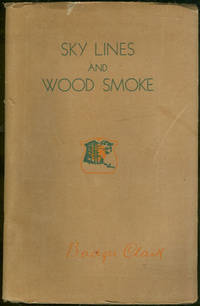 SKY LINES
AND
WOOD SMOKE
Badger Clark